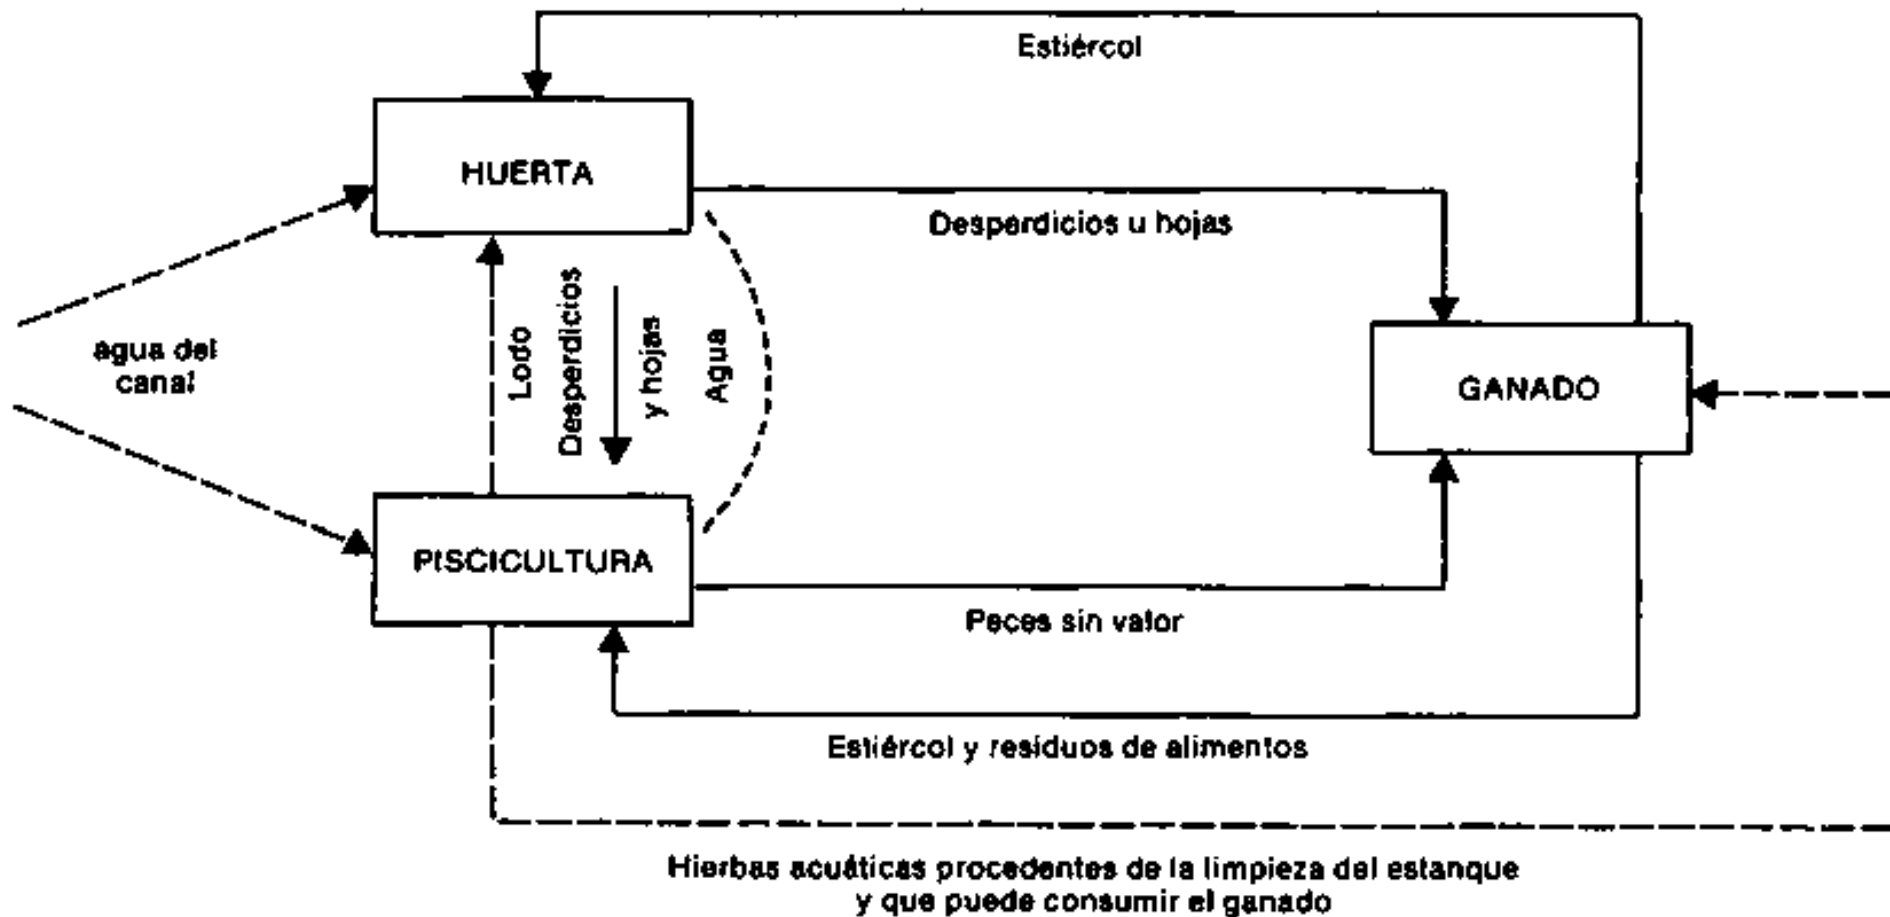 Estiércol
HUERTA
Desperdicios u hojas
agua del
canal
Lodo
Desperdicios
y hojas
Agua
GANADO
PISCICULTURA
Peces sin valor
Estiércol y resíduos de alimentos
Hierbas acuáticas procedentes de la limpieza del estanque
y que puede consumir el ganado